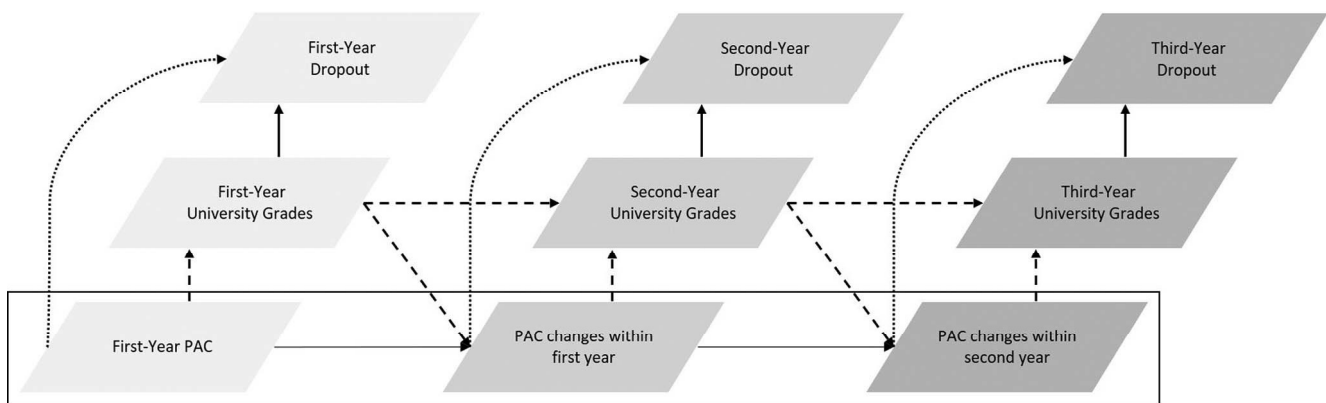 First-Year
Dropout
Second-Year
Dropout
Third-Year
Dropout
First-Year
University Grades
Second-Year
University Grades
Third-Year
University Grades
First-Year PAC
PAC changes within
first year
PAC changes within
second year